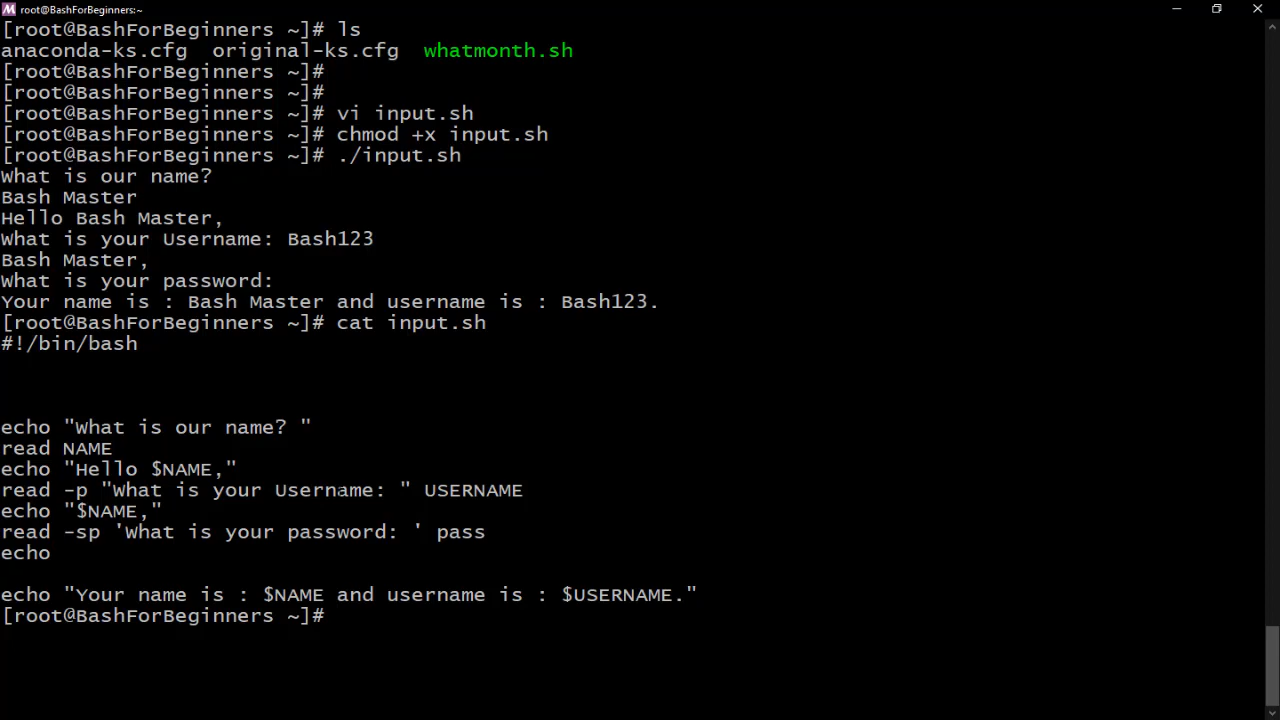 root@BashForBeginners:~
[root@BashForBeginners ~]# ls
anaconda-ks.cfg  original-ks.cfg  whatmonth.sh
[root@BashForBeginners ~]#
[root@BashForBeginners ~]#
[root@BashForBeginners ~]# vi input.sh
[root@BashForBeginners ~]# chmod +x input.sh
[root@BashForBeginners ~]# ./input.sh
What is our name?
Bash Master
Hello Bash Master,
What is your Username: Bash123
Bash Master,
What is your password:
Your name is : Bash Master and username is : Bash123.
[root@BashForBeginners ~]# cat input.sh
#!/bin/bash
echo "What is our name? "
read NAME
echo "Hello $NAME,"
read -p "What is your Username: " USERNAME
echo "$NAME,"
read -sp 'What is your password: ' pass
echo
echo "Your name is : $NAME and username is : $USERNAME."
[root@BashForBeginners ~]#